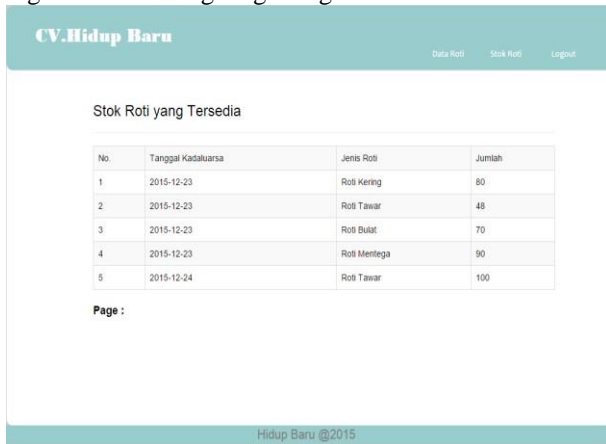 CV.Hidup Baru
Data Roti Stok Roti Logout
Stok Roti yang Tersedia
No. Tanggal Kadaluarsa Jenis Roti Jumlah
1 2015-12-23 Roti Kering 80
2 2015-12-23 Roti Tawar 48
3 2015-12-23 Roti Bulat 70
4 2015-12-23 Roti Mentega 90
5 2015-12-24 Roti Tawar 100
Page :
Hidup Baru @2015